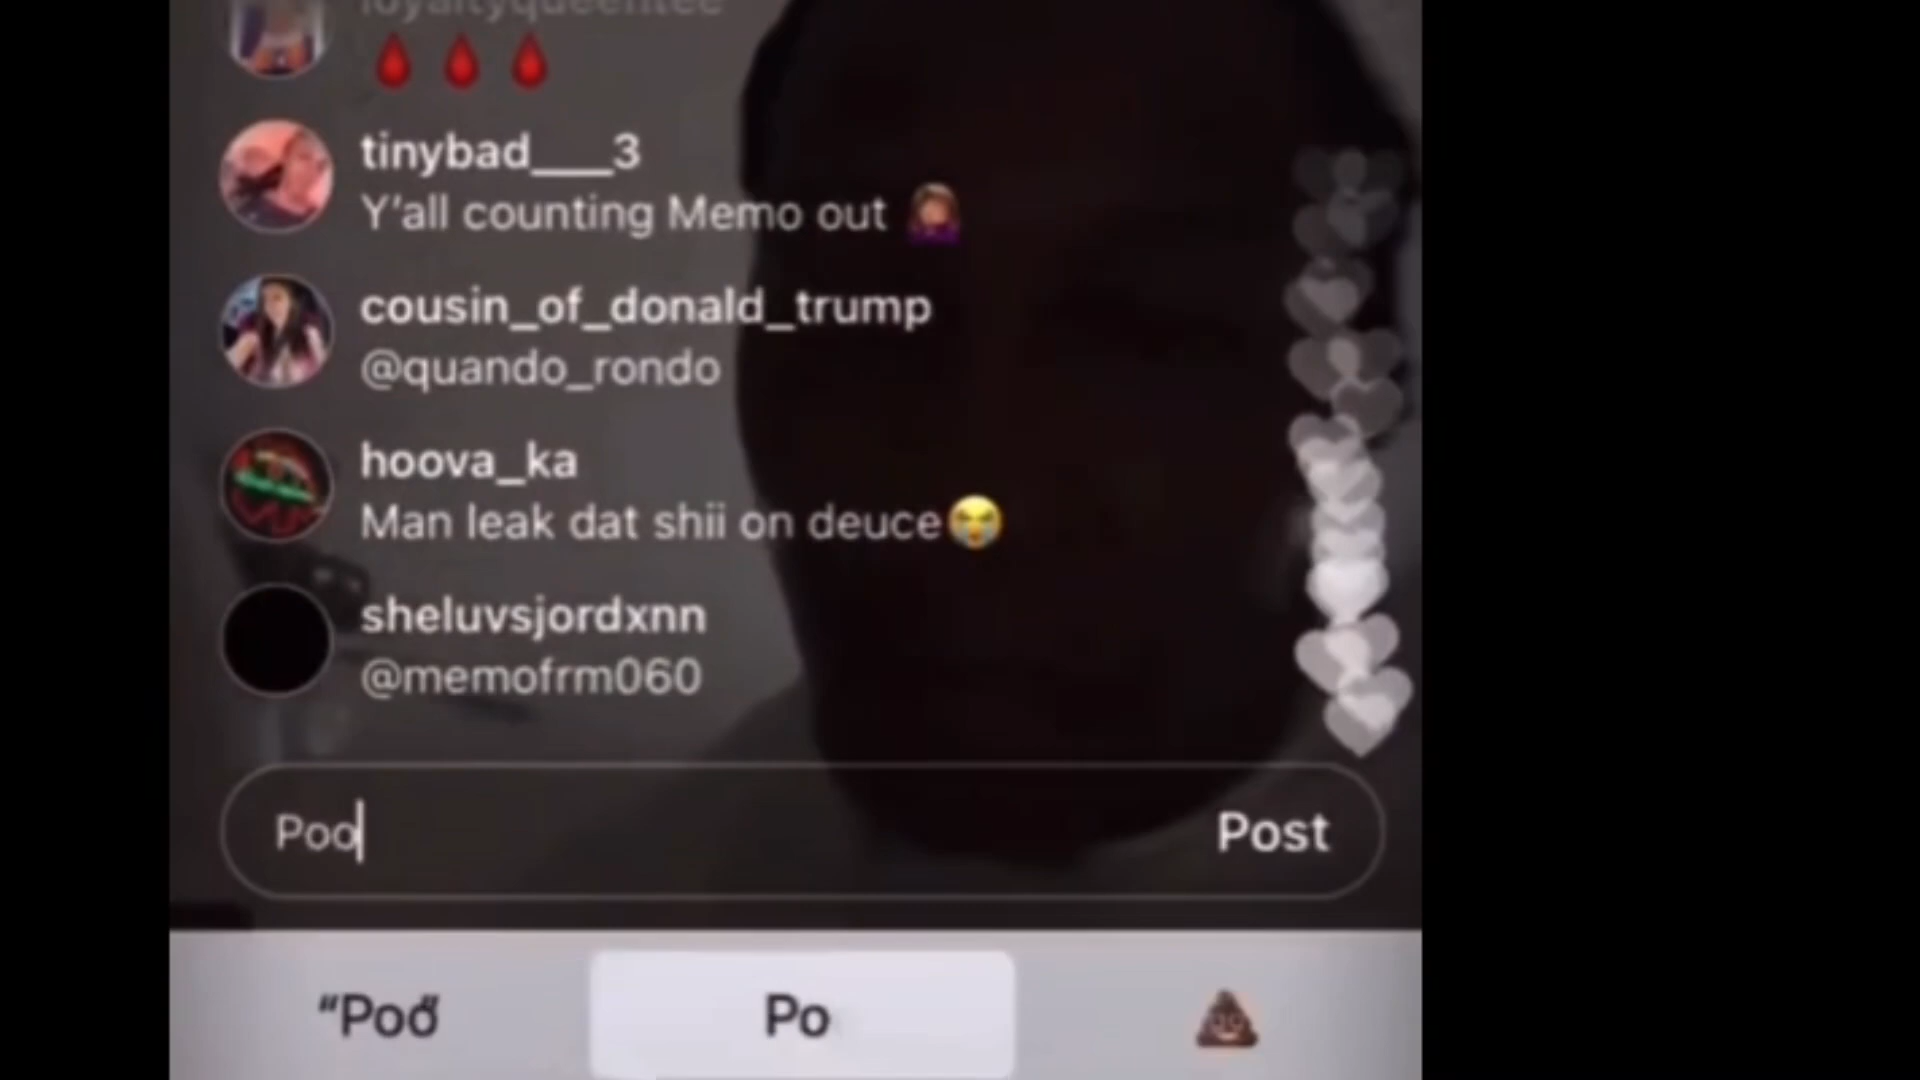 loyaltyqueentee
tinybad___3
Y'all counting Memo out
cousin_of_donald_trump
@quando_rondo
hoova_ka
Man leak dat shii on deuce
sheluvsjordxnn
@memofrm060
Poo
Post
“Poo”
Po